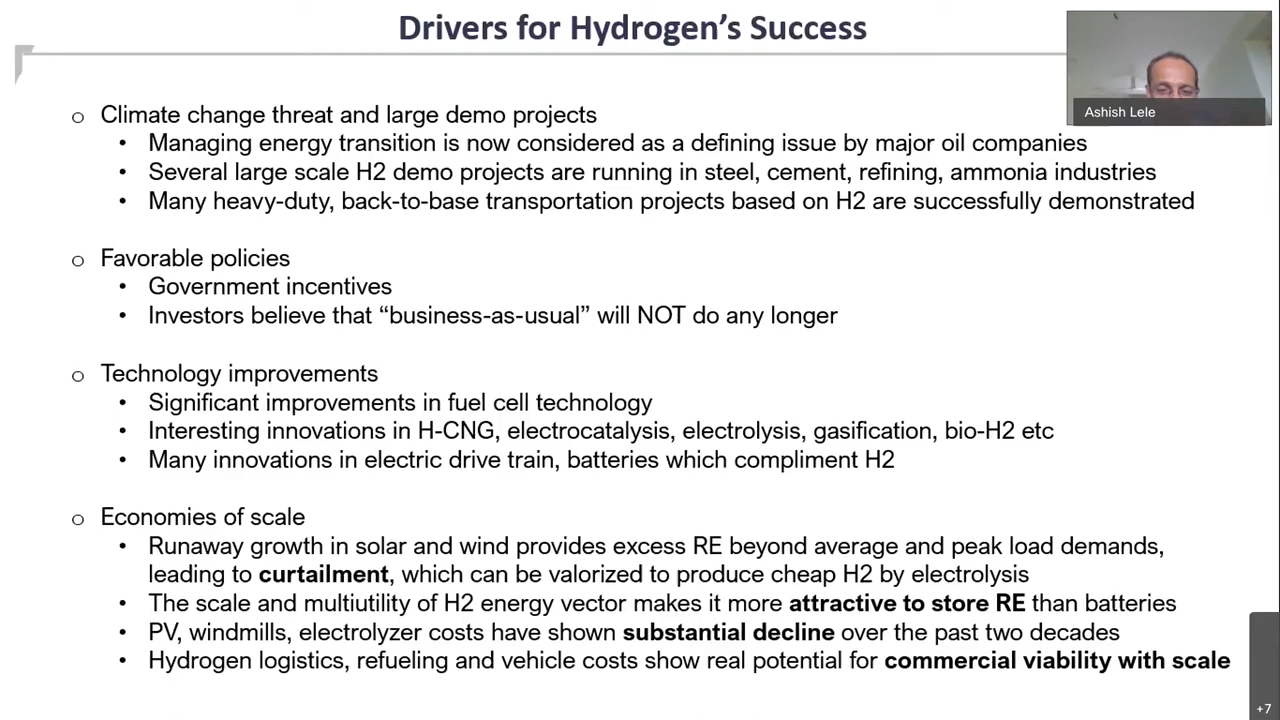 Drivers for Hydrogen's Success
Ashish Lele
o Climate change threat and large demo projects
• Managing energy transition is now considered as a defining issue by major oil companies
• Several large scale H2 demo projects are running in steel, cement, refining, ammonia industries
• Many heavy-duty, back-to-base transportation projects based on H2 are successfully demonstrated
o Favorable policies
• Government incentives
• Investors believe that “business-as-usual” will NOT do any longer
o Technology improvements
• Significant improvements in fuel cell technology
• Interesting innovations in H-CNG, electrocatalysis, electrolysis, gasification, bio-H2 etc
• Many innovations in electric drive train, batteries which compliment H2
o Economies of scale
• Runaway growth in solar and wind provides excess RE beyond average and peak load demands,
leading to curtailment, which can be valorized to produce cheap H2 by electrolysis
• The scale and multiutility of H2 energy vector makes it more attractive to store RE than batteries
• PV, windmills, electrolyzer costs have shown substantial decline over the past two decades
• Hydrogen logistics, refueling and vehicle costs show real potential for commercial viability with scale
+7